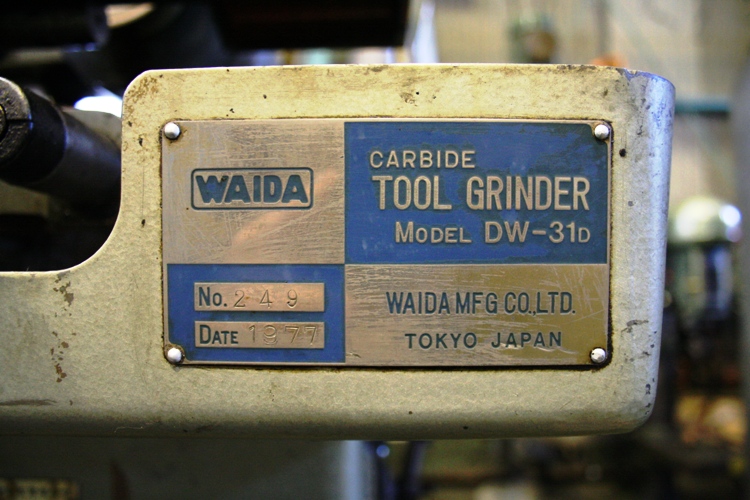 WAIDA
CARBIDE
TOOL GRINDER
MODEL DW-31D
No. 249
DATE 1977
WAIDA MFG CO.,LTD.
TOKYO JAPAN